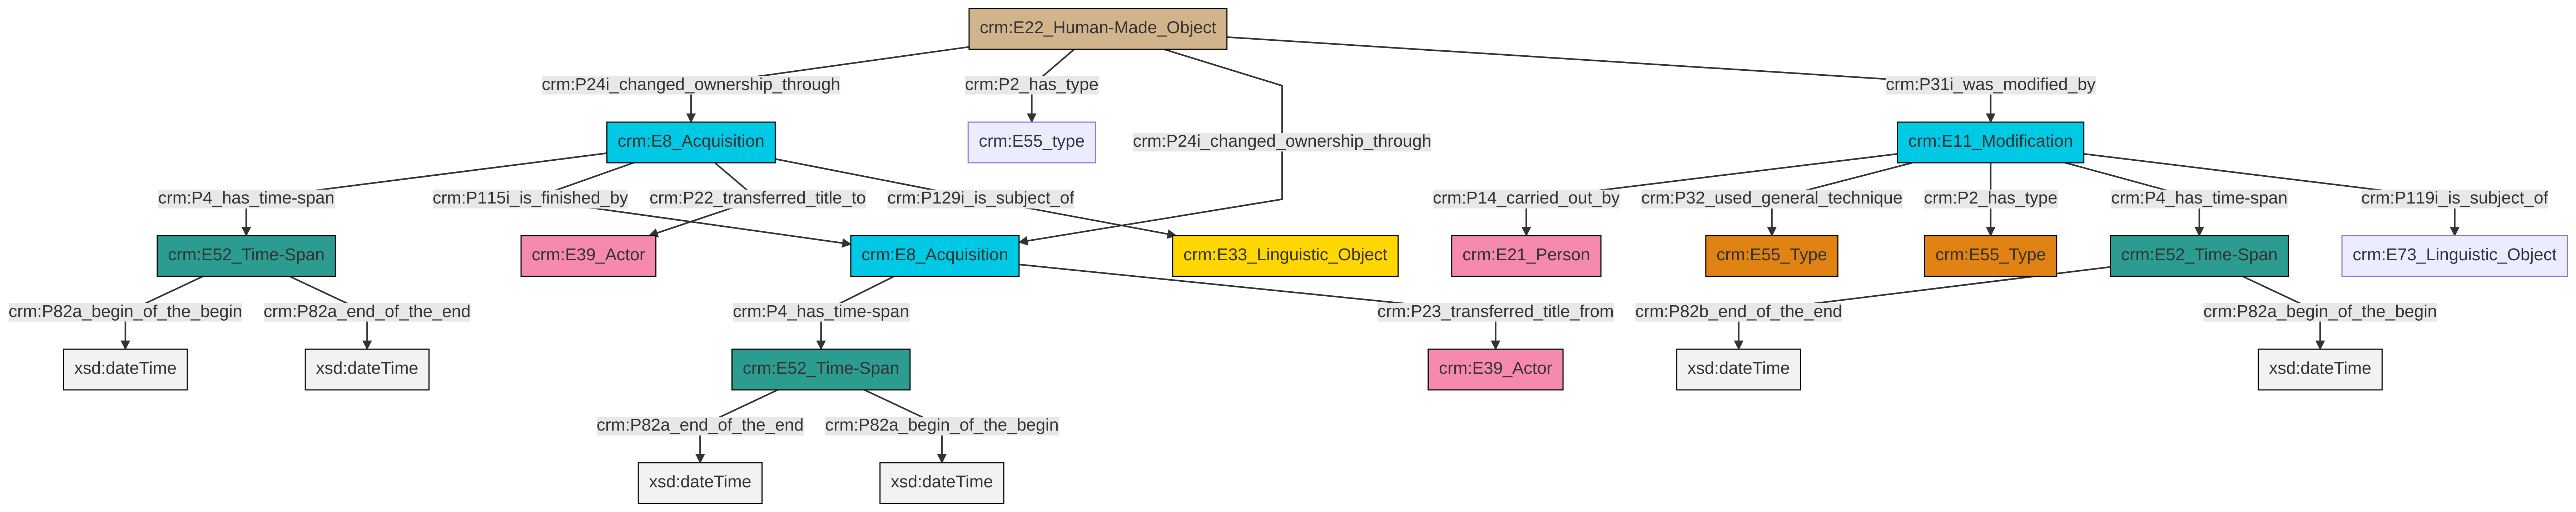 crm:E22_Human-Made_Object
crm:P24i_changed_ownership_through
crm:P2_has_type
crm:P31i_was_modified_by
crm:E8_Acquisition
crm:E55_type
crm:P24i_changed_ownership_through
crm:E11_Modification
crm:P4_has_time-span
crm:P115i_is_finished_by
crm:P22_transferred_title_to
crm:P129i_is_subject_of
crm:P14_carried_out_by
crm:P32_used_general_technique
crm:P2_has_type
crm:P4_has_time-span
crm:P119i_is_subject_of
crm:E52_Time-Span
crm:E39_Actor
crm:E8_Acquisition
crm:E33_Linguistic_Object
crm:E21_Person
crm:E55_Type
crm:E55_Type
crm:E52_Time-Span
crm:E73_Linguistic_Object
crm:P82a_begin_of_the_begin
crm:P82a_end_of_the_end
crm:P4_has_time-span
crm:P23_transferred_title_from
crm:P82b_end_of_the_end
crm:P82a_begin_of_the_begin
xsd:dateTime
xsd:dateTime
crm:E52_Time-Span
crm:E39_Actor
xsd:dateTime
xsd:dateTime
crm:P82a_end_of_the_end
crm:P82a_begin_of_the_begin
xsd:dateTime
xsd:dateTime